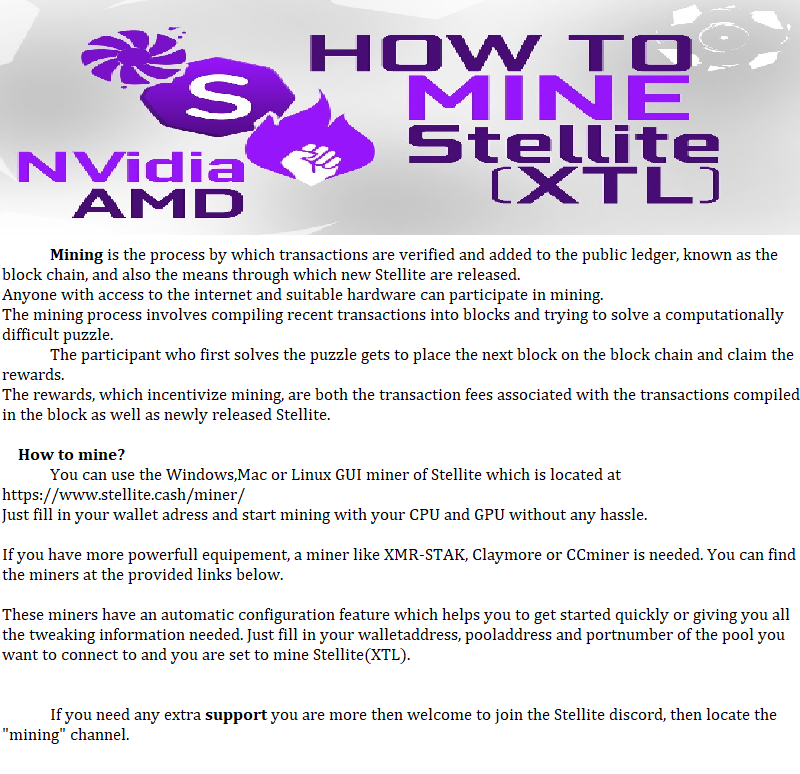 HOW TO
MINE
Stellite
(XTL)
S
NVidia
AMD
Mining is the process by which transactions are verified and added to the public ledger, known as the
block chain, and also the means through which new Stellite are released.
Anyone with access to the internet and suitable hardware can participate in mining.
The mining process involves compiling recent transactions into blocks and trying to solve a computationally
difficult puzzle.
The participant who first solves the puzzle gets to place the next block on the block chain and claim the
rewards.
The rewards, which incentivize mining, are both the transaction fees associated with the transactions compiled
in the block as well as newly released Stellite.
How to mine?
You can use the Windows,Mac or Linux GUI miner of Stellite which is located at
https://www.stellite.cash/miner/
Just fill in your wallet adress and start mining with your CPU and GPU without any hassle.
If you have more powerfull equipement, a miner like XMR-STAK, Claymore or CCminer is needed. You can find
the miners at the provided links below.
These miners have an automatic configuration feature which helps you to get started quickly or giving you all
the tweaking information needed. Just fill in your walletaddress, pooladdress and portnumber of the pool you
want to connect to and you are set to mine Stellite(XTL).
If you need any extra support you are more then welcome to join the Stellite discord, then locate the
"mining" channel.